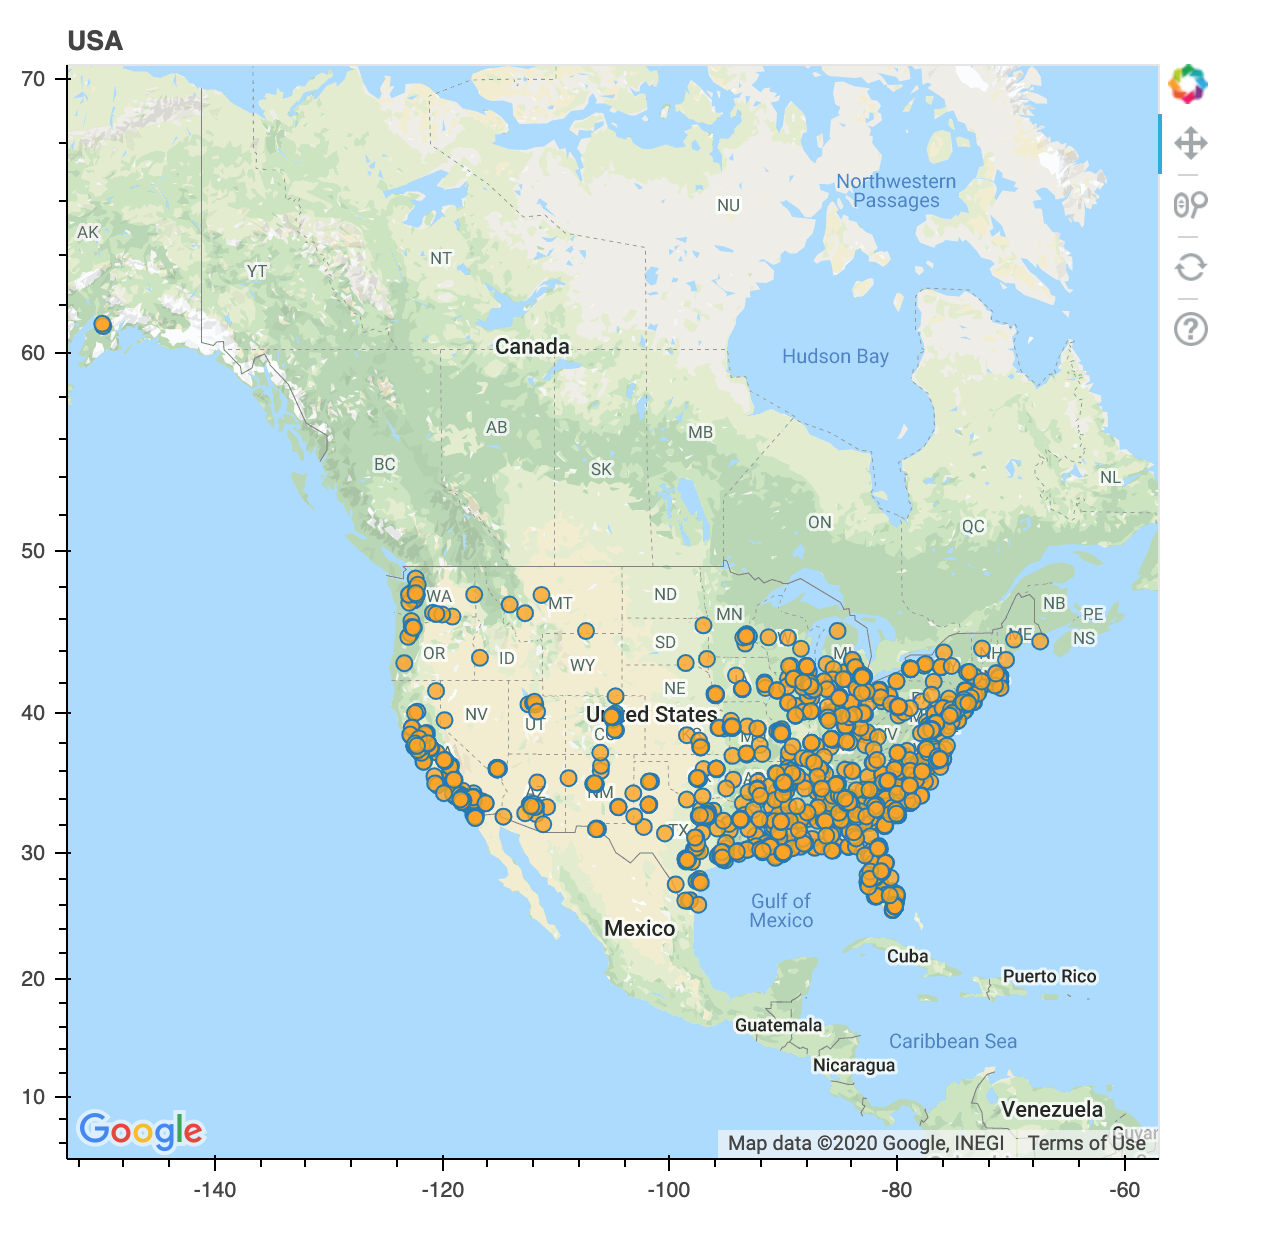 USA
70
60
50
40
30
20
10
-140
-120
-100
-80
-60
AK
YT
NT
NU
Northwestern
Passages
Canada
Hudson Bay
BC
AB
SK
MB
ON
QC
NL
NB
PE
NS
ME
NH
WA
MT
ND
MN
OR
ID
WY
SD
MI
NE
NV
UT
United States
AZ
NM
TX
Gulf of
Mexico
Mexico
Cuba
Puerto Rico
Guatemala
Caribbean Sea
Nicaragua
Venezuela
Google
Map data ©2020 Google, INEGI
Terms of Use